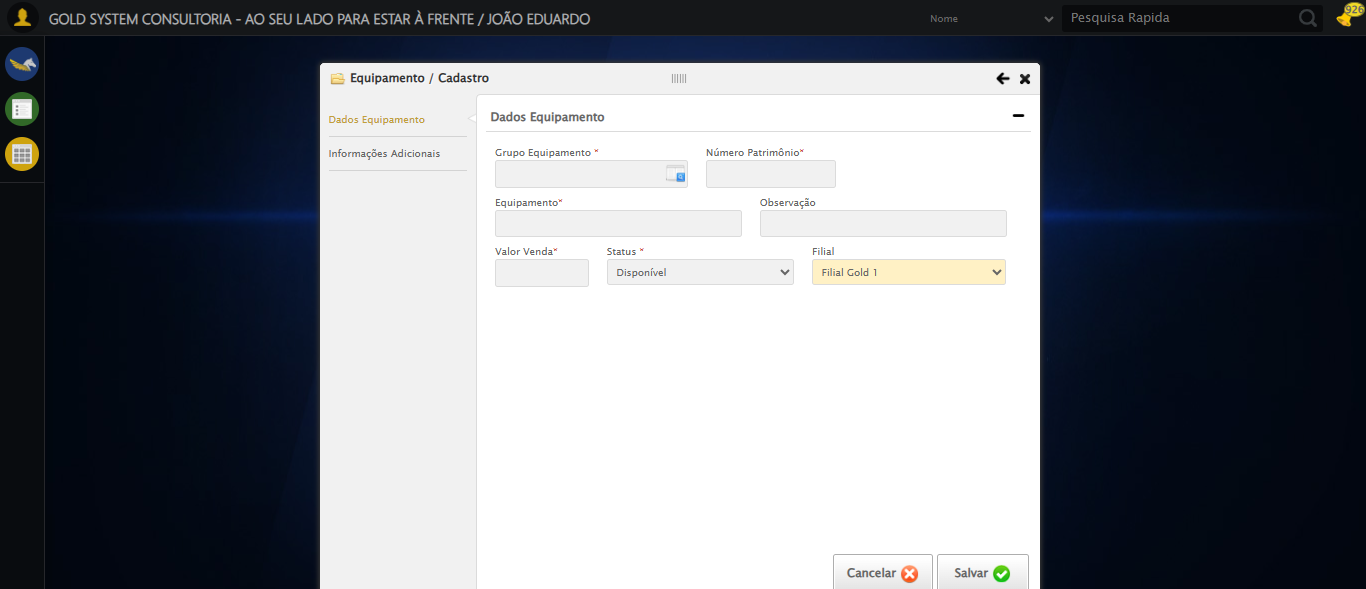 GOLD SYSTEM CONSULTORIA - AO SEU LADO PARA ESTAR À FRENTE / JOÃO EDUARDO
Nome
Pesquisa Rapida
926
Equipamento / Cadastro
Dados Equipamento
Informações Adicionais
Dados Equipamento
Grupo Equipamento *
Número Patrimônio*
Equipamento*
Observação
Valor Venda*
Status *
Filial
Disponível
Filial Gold 1
Cancelar
Salvar